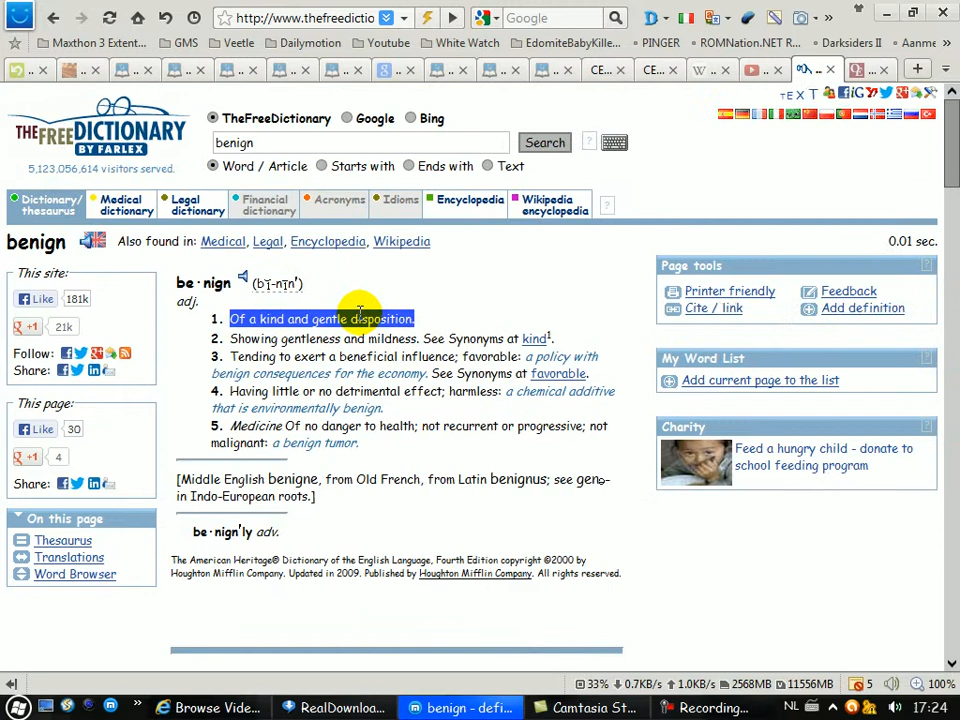 http://www.thefreedictio
Google
Maxthon 3 Extent...
GMS
Veetle
Dailymotion
Youtube
White Watch
EdomiteBabyKille...
PINGER
ROMNation.NET R...
Darksiders II
Aanme
CE...
CE...
TEXT
THEFREEDICTIONARY
BY FARLEX
5,123,056,614 visitors served.
TheFreeDictionary
Google
Bing
benign
Search
?
Word / Article
Starts with
Ends with
Text
Dictionary/
thesaurus
Medical
dictionary
Legal
dictionary
Financial
dictionary
Acronyms
Idioms
Encyclopedia
Wikipedia
encyclopedia
?
benign
Also found in: Medical, Legal, Encyclopedia, Wikipedia
0.01 sec.
This site:
Like 181k
+1 21k
Follow:
Share:
This page:
Like 30
+1 4
Share:
On this page
Thesaurus
Translations
Word Browser
be·nign (bĭ-nīn′)
adj.
1. Of a kind and gentle disposition.
2. Showing gentleness and mildness. See Synonyms at kind1.
3. Tending to exert a beneficial influence; favorable: a policy with
benign consequences for the economy. See Synonyms at favorable.
4. Having little or no detrimental effect; harmless: a chemical additive
that is environmentally benign.
5. Medicine Of no danger to health; not recurrent or progressive; not
malignant: a benign tumor.
[Middle English benigne, from Old French, from Latin benignus; see genə-
in Indo-European roots.]
be·nign′ly adv.
The American Heritage® Dictionary of the English Language, Fourth Edition copyright ©2000 by
Houghton Mifflin Company. Updated in 2009. Published by Houghton Mifflin Company. All rights reserved.
Page tools
?
Printer friendly
Feedback
Cite / link
Add definition
My Word List
?
Add current page to the list
Charity
?
Feed a hungry child - donate to
school feeding program
33%
0.7KB/s
1.0KB/s
2568MB
11556MB
5
100%
Browse Vide...
RealDownloa...
benign - defi...
Camtasia St...
Recording...
NL
17:24